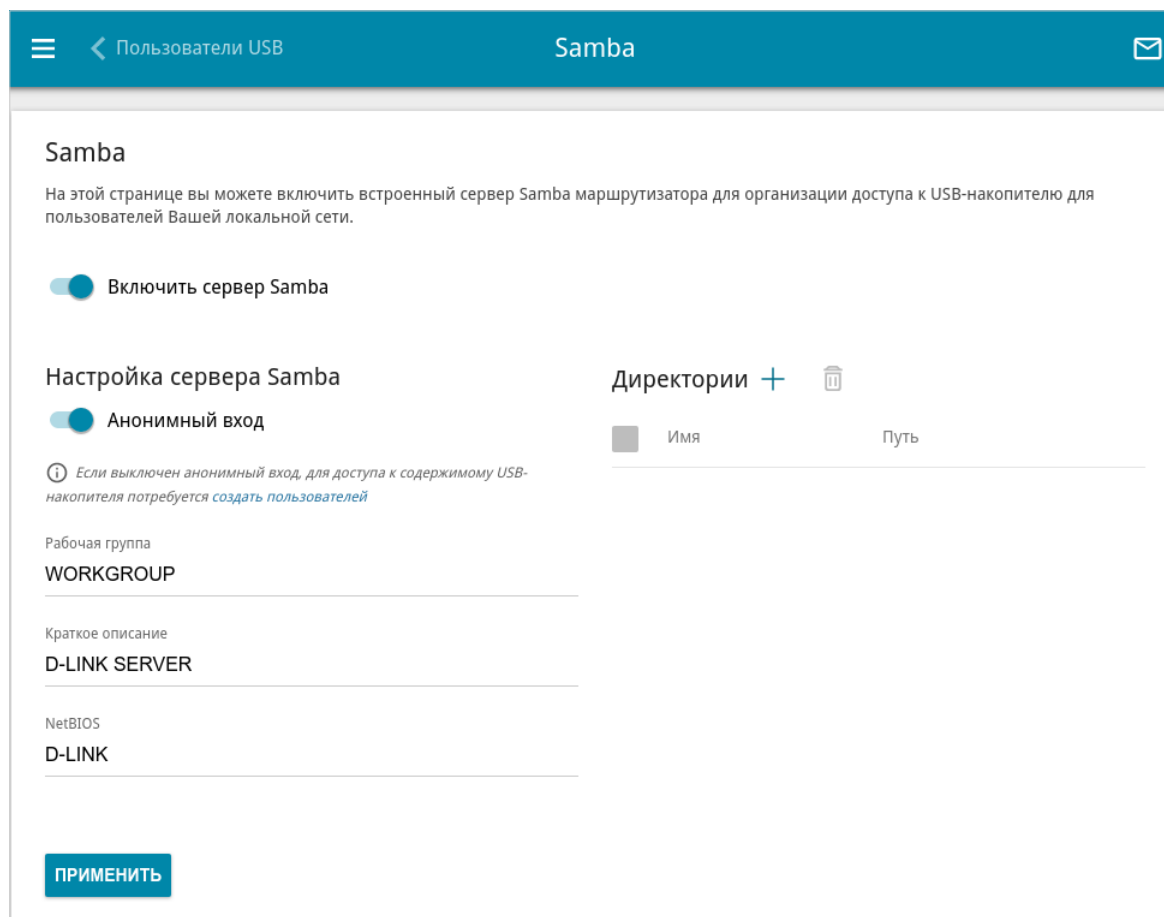 Пользователи USB
Samba
Samba
На этой странице вы можете включить встроенный сервер Samba маршрутизатора для организации доступа к USB-накопителю для
пользователей Вашей локальной сети.
Включить сервер Samba
Настройка сервера Samba
Анонимный вход
Если выключен анонимный вход, для доступа к содержимому USB-
накопителя потребуется создать пользователей
Рабочая группа
WORKGROUP
Краткое описание
D-LINK SERVER
NetBIOS
D-LINK
Директории
Имя Путь
ПРИМЕНИТЬ